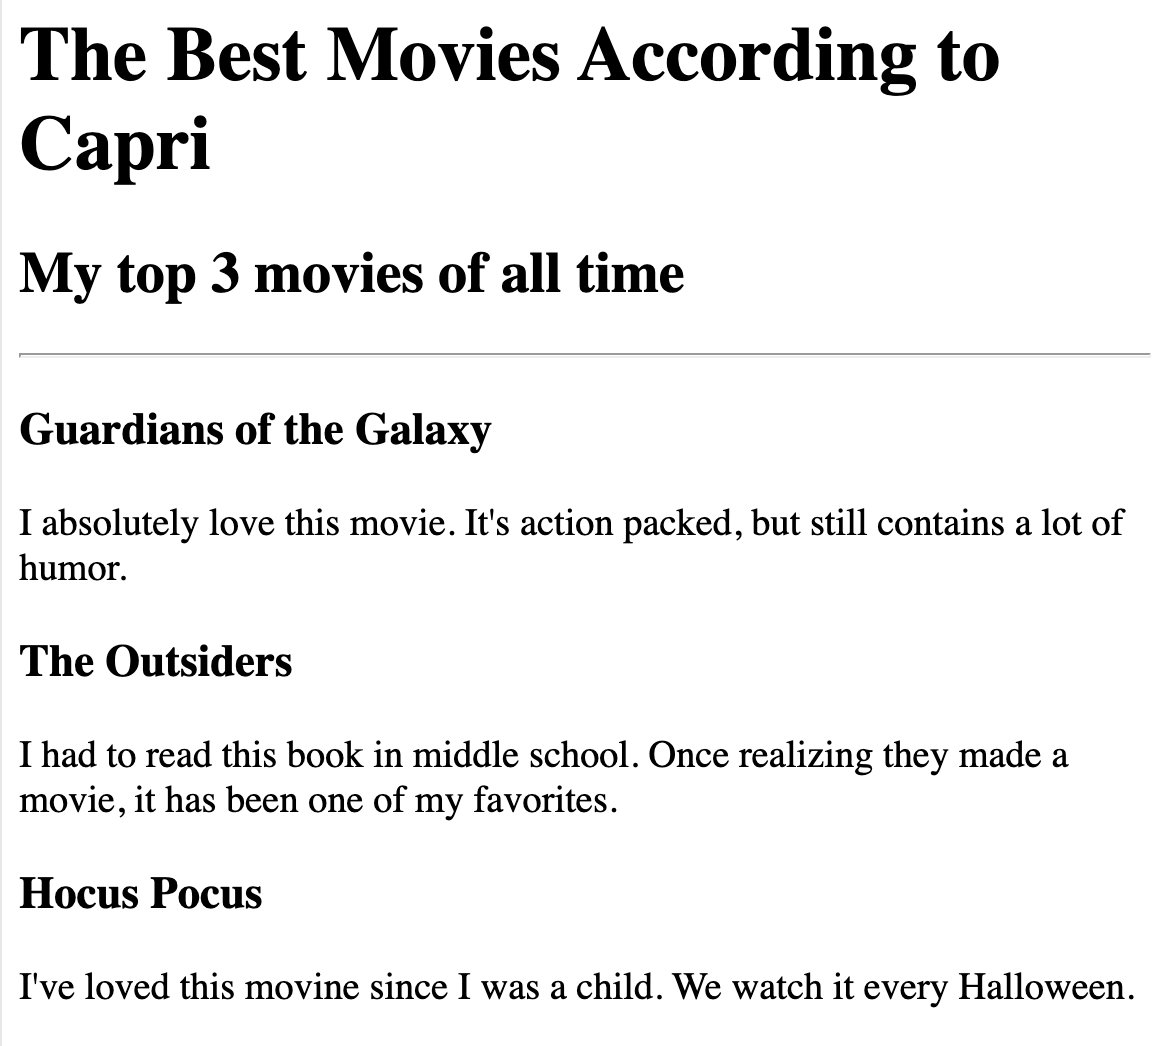 The Best Movies According to
Capri
My top 3 movies of all time
Guardians of the Galaxy
I absolutely love this movie. It's action packed, but still contains a lot of
humor.
The Outsiders
I had to read this book in middle school. Once realizing they made a
movie, it has been one of my favorites.
Hocus Pocus
I've loved this movine since I was a child. We watch it every Halloween.